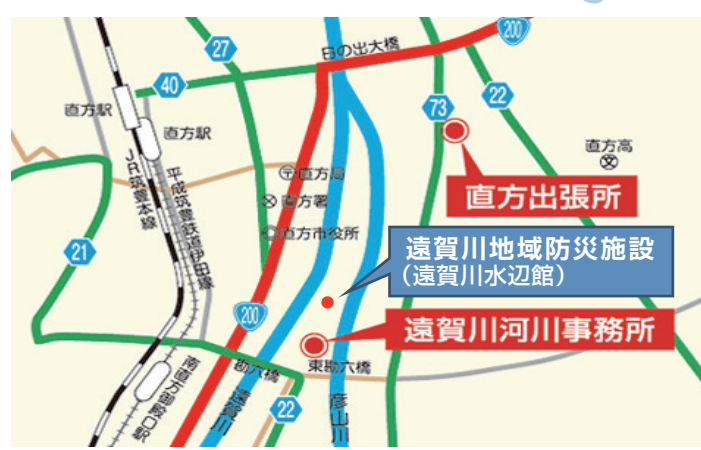 200
日の出大橋
27
40
73
22
直方駅
直方駅
直方高
直方出張所
JR筑豊本線
平成筑豊鉄道伊田線
直方局
直方署
直方市役所
21
遠賀川地域防災施設
(遠賀川水辺館)
200
遠賀川河川事務所
勘六橋
東勘六橋
南直方御殿口駅
遠賀川
22
彦山川